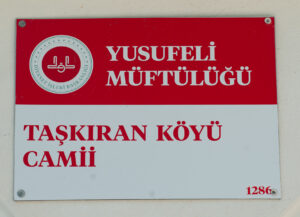 YUSUFELİ
MÜFTÜLÜĞÜ
TAŞKIRAN KÖYÜ
CAMİİ
1286